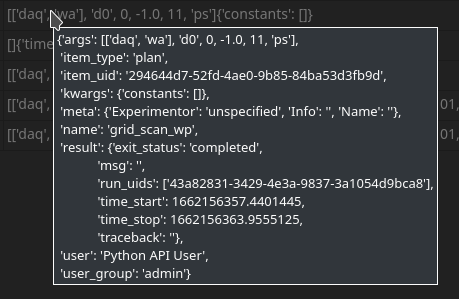 [['daq', 'wa'], 'd0', 0, -1.0, 11, 'ps']{'constants': []}
[]{'time
[['daq',
[['daq', 01,
[['daq', 01,
{'args': [['daq', 'wa'], 'd0', 0, -1.0, 11, 'ps'],
'item_type': 'plan',
'item_uid': '294644d7-52fd-4ae0-9b85-84ba53d3fb9d',
'kwargs': {'constants': []},
'meta': {'Experimentor': 'unspecified', 'Info': '', 'Name': ''},
'name': 'grid_scan_wp',
'result': {'exit_status': 'completed',
'msg': '',
'run_uids': ['43a82831-3429-4e3a-9837-3a1054d9bca8'],
'time_start': 1662156357.4401445,
'time_stop': 1662156363.9555125,
'traceback': ''},
'user': 'Python API User',
'user_group': 'admin'}